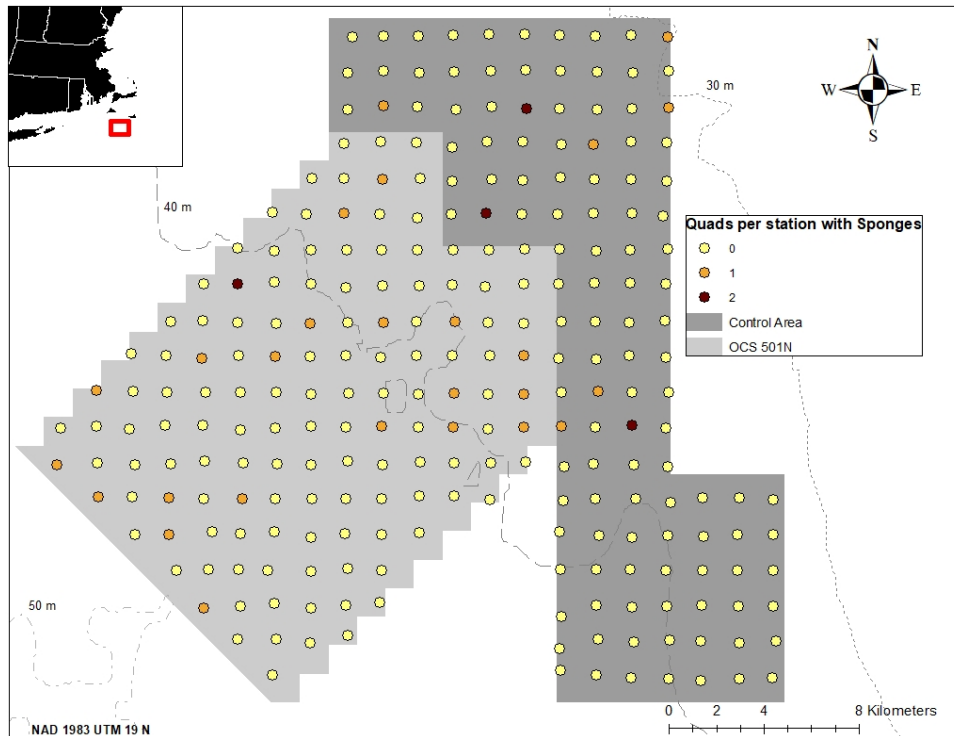 N
W E
S
30 m
40 m
Quads per station with Sponges
0
1
2
Control Area
OCS 501N
50 m
NAD 1983 UTM 19 N
0 2 4 8 Kilometers